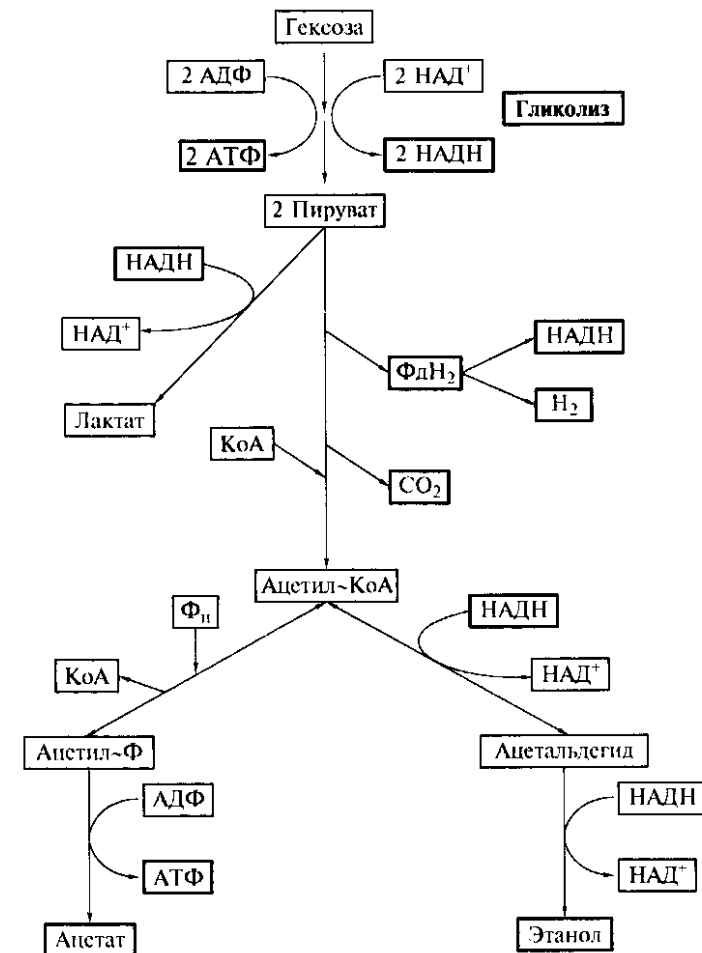 Гексоза
2 АДФ
2 НАД⁺
Гликолиз
2 АТФ
2 НАДН
2 Пируват
НАДН
НАД⁺
НАДН
ФдН₂
Н₂
Лактат
КоА
СО₂
Ацетил~КоА
Фн
НАДН
КоА
НАД⁺
Ацетил~Ф
Ацетальдегид
АДФ
НАДН
АТФ
НАД⁺
Ацетат
Этанол